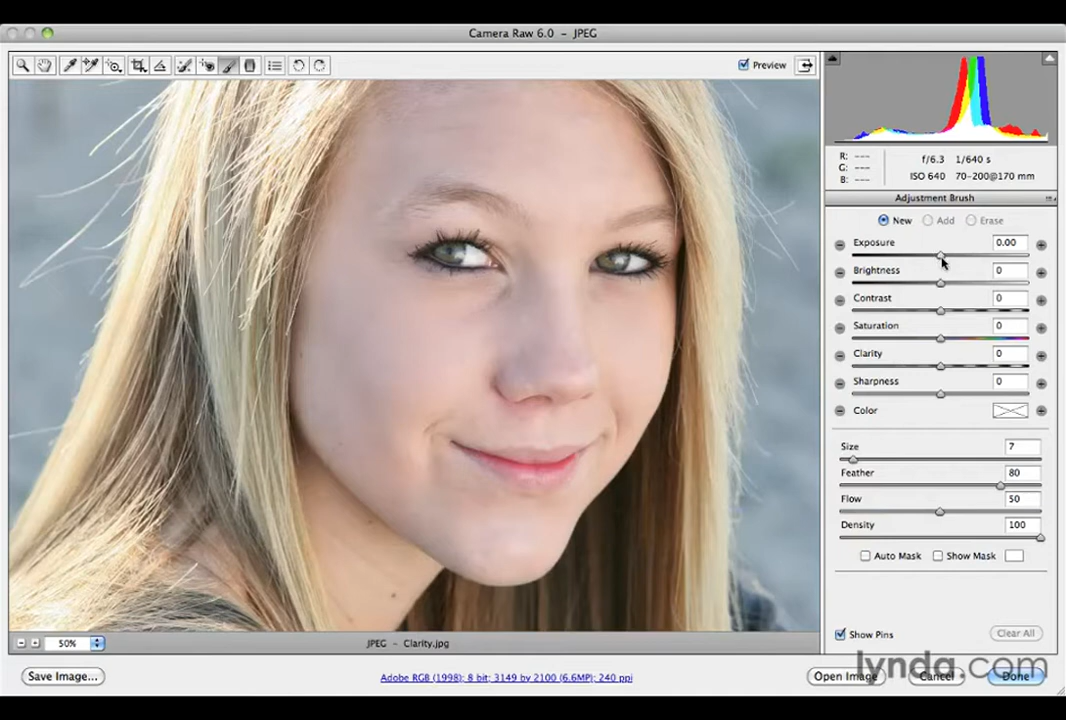 Camera Raw 6.0 - JPEG
Preview
R: ---
G: ---
B: ---
f/6.3 1/640 s
ISO 640 70-200@170 mm
Adjustment Brush
New Add Erase
Exposure 0.00
Brightness 0
Contrast 0
Saturation 0
Clarity 0
Sharpness 0
Color
Size 7
Feather 80
Flow 50
Density 100
Auto Mask Show Mask
Show Pins Clear All
50% JPEG - Clarity.jpg
lynda.com
Save Image... Adobe RGB (1998); 8 bit; 3149 by 2100 (6.6MP); 240 ppi Open Image Cancel Done